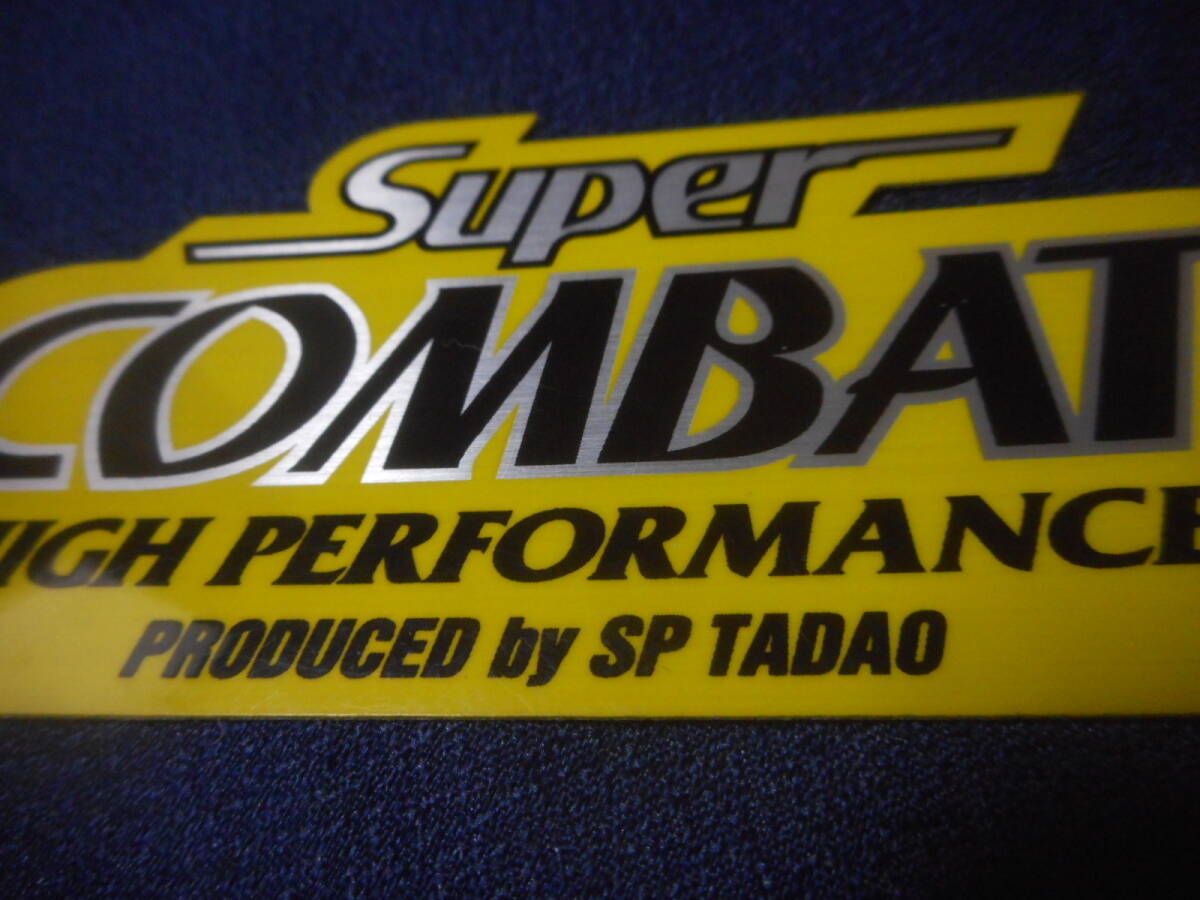 Super
COMBAT
HIGH PERFORMANCE
PRODUCED by SP TADAO